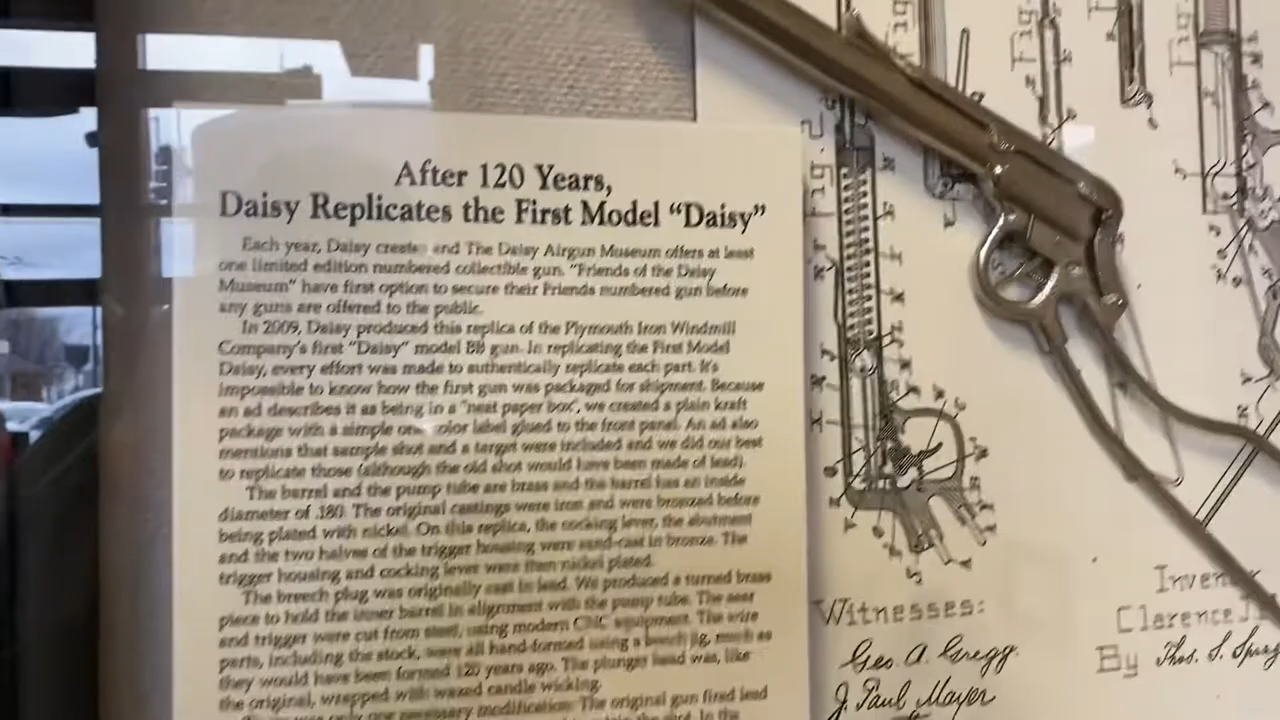 After 120 Years,
Daisy Replicates the First Model “Daisy”
Each year, Daisy creates and The Daisy Airgun Museum offers at least
one limited edition numbered collectible gun. “Friends of the Daisy
Museum” have first option to secure their Friends numbered gun before
any guns are offered to the public.
In 2009, Daisy produced this replica of the Plymouth Iron Windmill
Company's first “Daisy” model BB gun. In replicating the First Model
Daisy, every effort was made to authentically replicate each part. It's
impossible to know how the first gun was packaged for shipment. Because
an ad describes it as being in a “neat paper box”, we created a plain kraft
package with a simple one color label glued to the front panel. An ad also
mentions that sample shot and a target were included and we did our best
to replicate those (although the old shot would have been made of lead).
The barrel and the pump tube are brass and the barrel has an inside
diameter of .180. The original castings were iron and were bronzed before
being plated with nickel. On this replica, the cocking lever, the abutment
and the two halves of the trigger housing were sand-cast in bronze. The
trigger housing and cocking lever were then nickel plated.
The breech plug was originally cast in lead. We produced a turned brass
piece to hold the inner barrel in alignment with the pump tube. The sear
and trigger were cut from steel, using modern CNC equipment. The wire
parts, including the stock, were all hand-formed using a bench jig, much as
they would have been formed 120 years ago. The plunger head was, like
the original, wrapped with waxed candle wicking.
only one necessary modification. The original gun fired lead
the shot. In the
Fig. 2
Fig.
Fig.
Fig.
Witnesses:
Geo. A. Gregg.
J. Paul Mayer
Inventor
Clarence J.
By Thos. S. Sprag